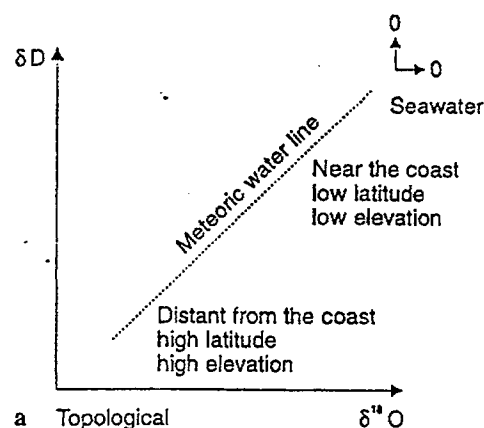 0
δD
0
Seawater
Meteoric water line
Near the coast
low latitude
low elevation
Distant from the coast
high latitude
high elevation
a Topological
δ¹⁸O